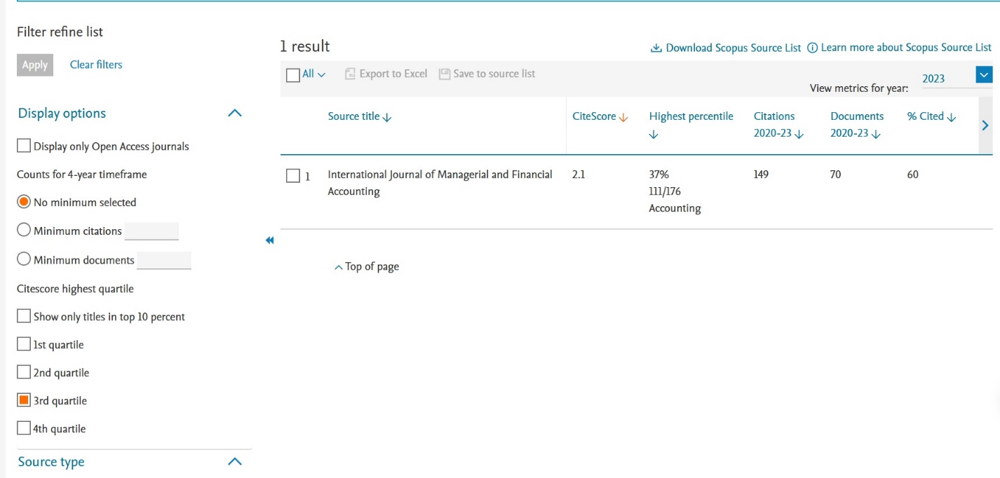 Filter refine list
Apply
Clear filters
Display options
Display only Open Access journals
Counts for 4-year timeframe
No minimum selected
Minimum citations
Minimum documents
Citescore highest quartile
Show only titles in top 10 percent
1st quartile
2nd quartile
3rd quartile
4th quartile
Source type
1 result
Download Scopus Source List
Learn more about Scopus Source List
All
Export to Excel
Save to source list
View metrics for year:
2023
Source title
CiteScore
Highest percentile
Citations
2020-23
Documents
2020-23
% Cited
1
International Journal of Managerial and Financial
Accounting
2.1
37%
111/176
Accounting
149
70
60
Top of page